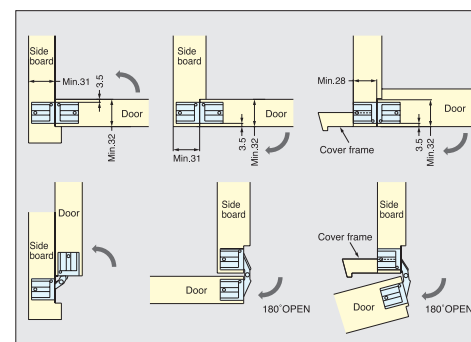 Side
board
Min.31
3.5
Door
Min.32
Side
board
Door
Min.31
3.5
Min.32
Min.28
Door
Cover frame
3.5
Min.32
Door
Side
board
Side
board
Door
180°OPEN
Side
board
Cover frame
Door
180°OPEN